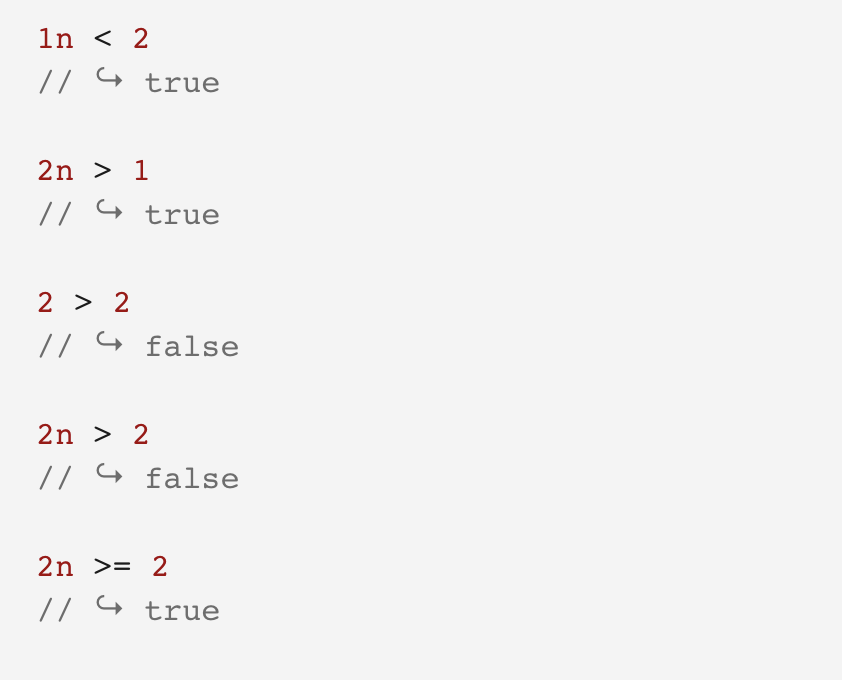 1n < 2
// ↪ true
2n > 1
// ↪ true
2 > 2
// ↪ false
2n > 2
// ↪ false
2n >= 2
// ↪ true